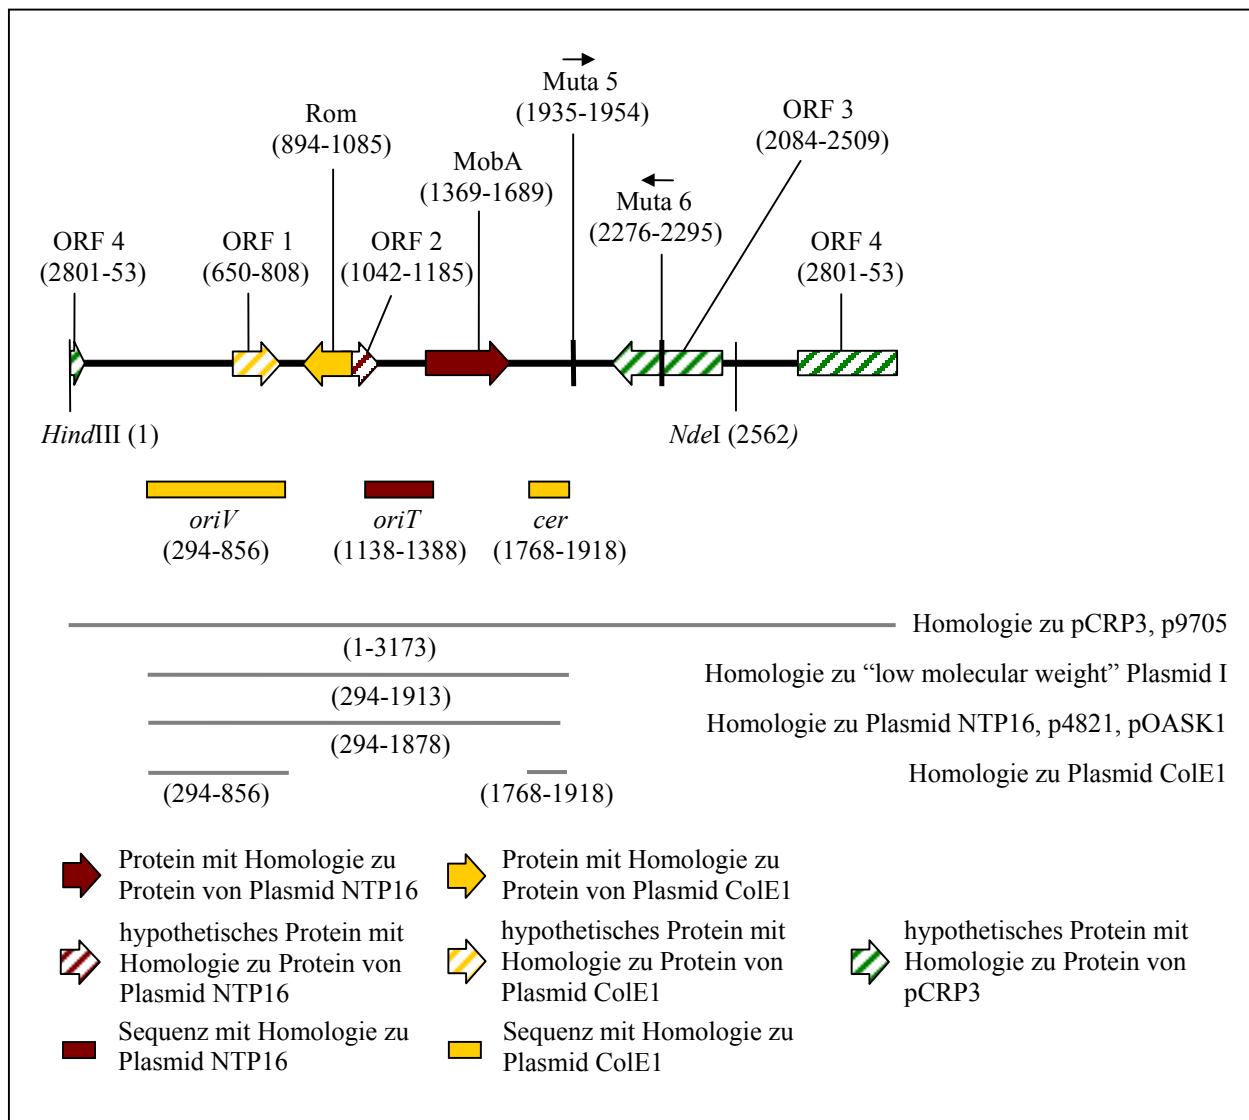 Muta 5
(1935-1954)
Rom
(894-1085)
ORF 3
(2084-2509)
MobA
(1369-1689)
Muta 6
(2276-2295)
ORF 4
(2801-53)
ORF 1
(650-808)
ORF 2
(1042-1185)
ORF 4
(2801-53)
HindIII (1)
NdeI (2562)
oriV
(294-856)
oriT
(1138-1388)
cer
(1768-1918)
Homologie zu pCRP3, p9705
(1-3173)
Homologie zu “low molecular weight” Plasmid I
(294-1913)
Homologie zu Plasmid NTP16, p4821, pOASK1
(294-1878)
Homologie zu Plasmid ColE1
(294-856)
(1768-1918)
Protein mit Homologie zu
Protein von Plasmid NTP16
Protein mit Homologie zu
Protein von Plasmid ColE1
hypothetisches Protein mit
Homologie zu Protein von
Plasmid NTP16
hypothetisches Protein mit
Homologie zu Protein von
Plasmid ColE1
hypothetisches Protein mit
Homologie zu Protein von
pCRP3
Sequenz mit Homologie zu
Plasmid NTP16
Sequenz mit Homologie zu
Plasmid ColE1